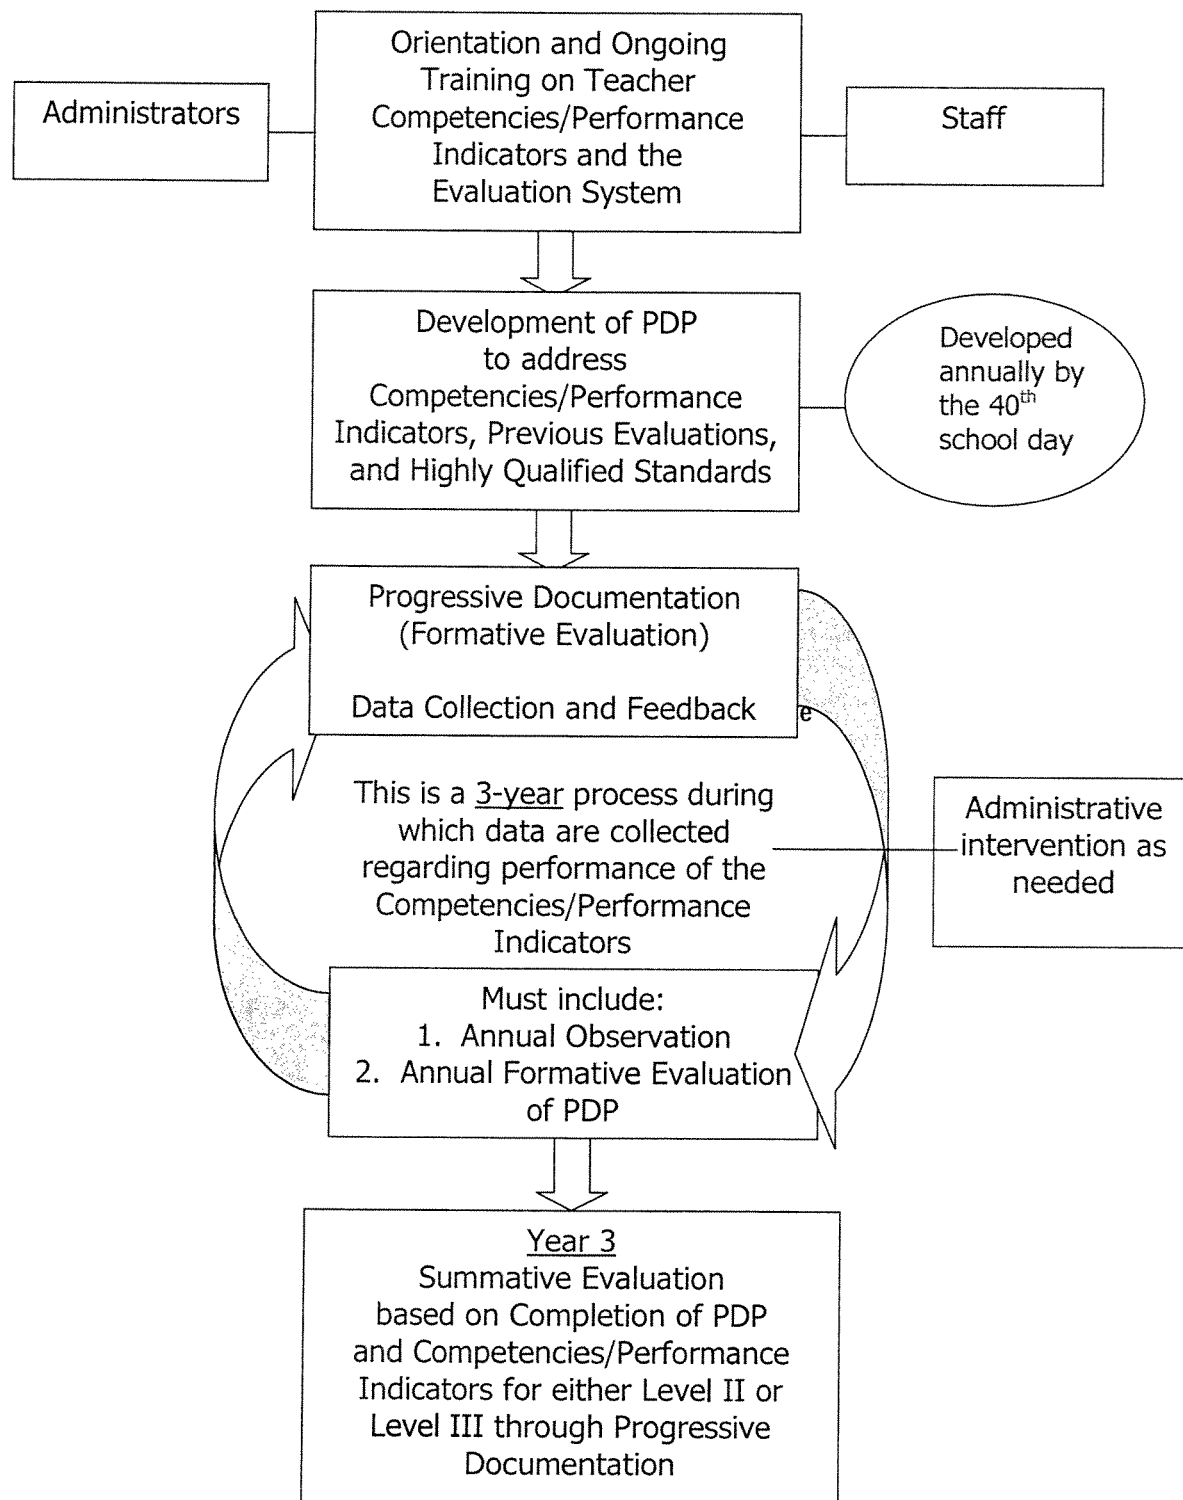 Orientation and Ongoing
Training on Teacher
Competencies/Performance
Indicators and the
Evaluation System
Administrators
Staff
Development of PDP
to address
Competencies/Performance
Indicators, Previous Evaluations,
and Highly Qualified Standards
Developed
annually by
the 40th
school day
Progressive Documentation
(Formative Evaluation)
Data Collection and Feedback
e
This is a 3-year process during
which data are collected
regarding performance of the
Competencies/Performance
Indicators
Administrative
intervention as
needed
Must include:
1. Annual Observation
2. Annual Formative Evaluation
of PDP
Year 3
Summative Evaluation
based on Completion of PDP
and Competencies/Performance
Indicators for either Level II or
Level III through Progressive
Documentation